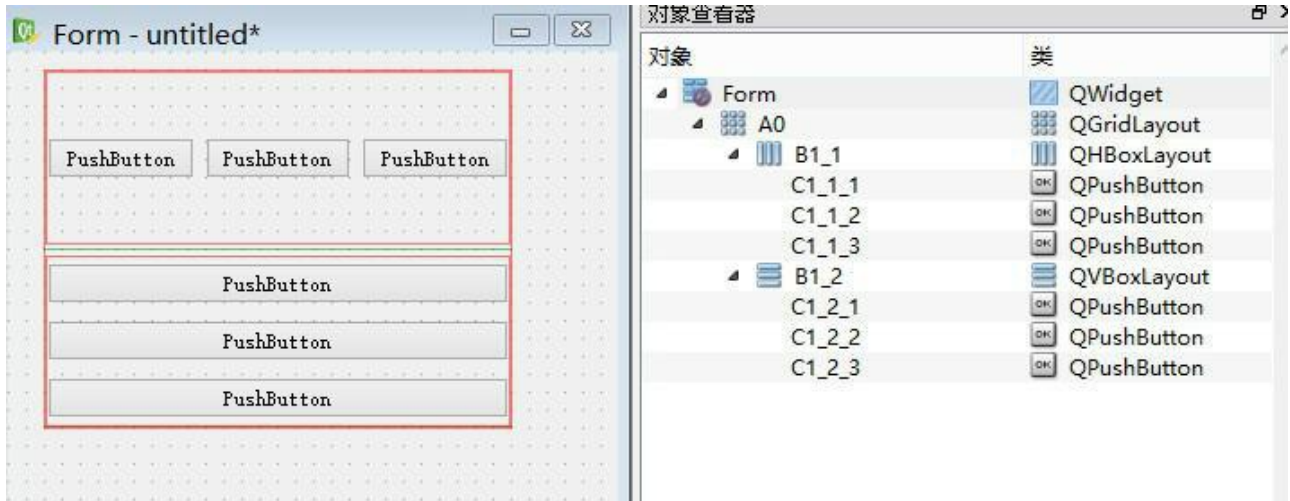 Form - untitled*
PushButton PushButton PushButton
PushButton
PushButton
PushButton
对象查看器
对象 类
Form QWidget
A0 QGridLayout
B1_1 QHBoxLayout
C1_1_1 QPushButton
C1_1_2 QPushButton
C1_1_3 QPushButton
B1_2 QVBoxLayout
C1_2_1 QPushButton
C1_2_2 QPushButton
C1_2_3 QPushButton